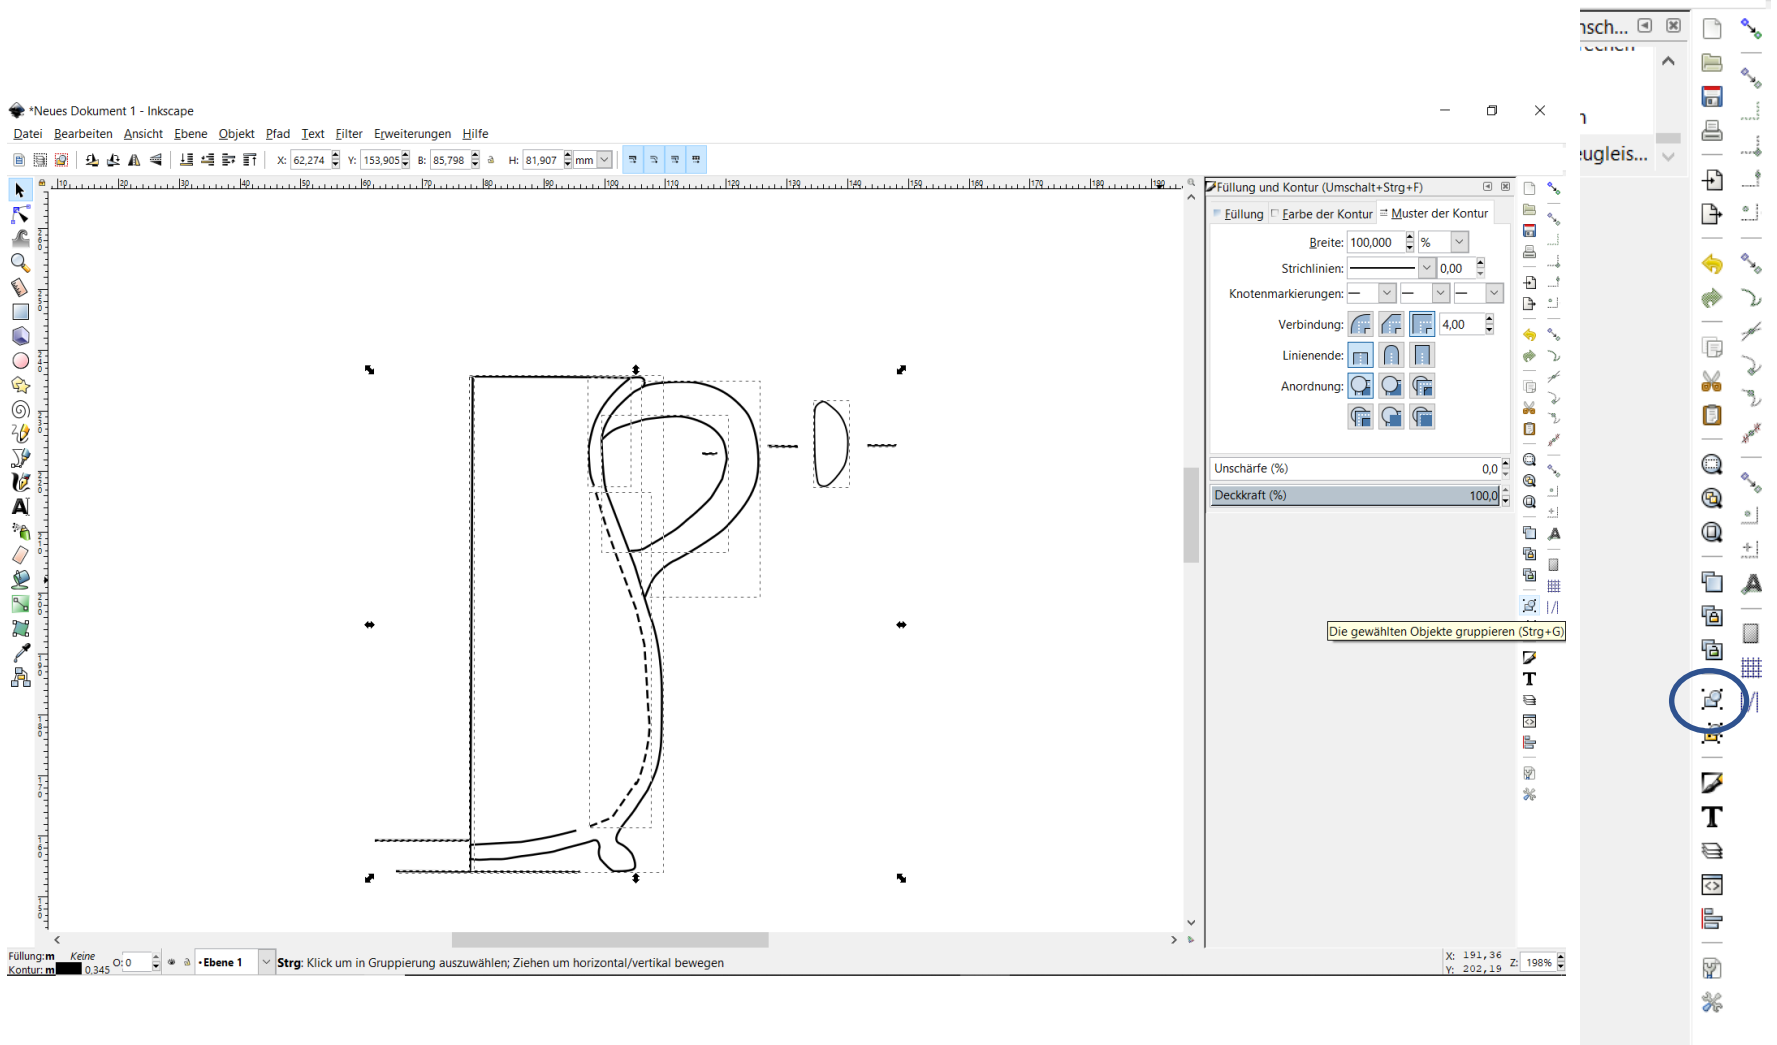 *Neues Dokument 1 - Inkscape
Datei Bearbeiten Ansicht Ebene Objekt Pfad Text Filter Erweiterungen Hilfe
X: 62,274 Y: 153,905 B: 85,798 H: 81,907 mm
Füllung und Kontur (Umschalt+Strg+F)
Füllung Farbe der Kontur Muster der Kontur
Breite: 100,000 %
Strichlinien: 0,00
Knotenmarkierungen:
Verbindung: 4,00
Linienende:
Anordnung:
Unschärfe (%) 0,0
Deckkraft (%) 100,0
Die gewählten Objekte gruppieren (Strg+G)
Füllung: m Keine
Kontur: m 0,345
O: 0
Ebene 1
Strg: Klick um in Gruppierung auszuwählen; Ziehen um horizontal/vertikal bewegen
X: 191,36
Y: 202,19
Z: 198%
nsch...
eugleis...